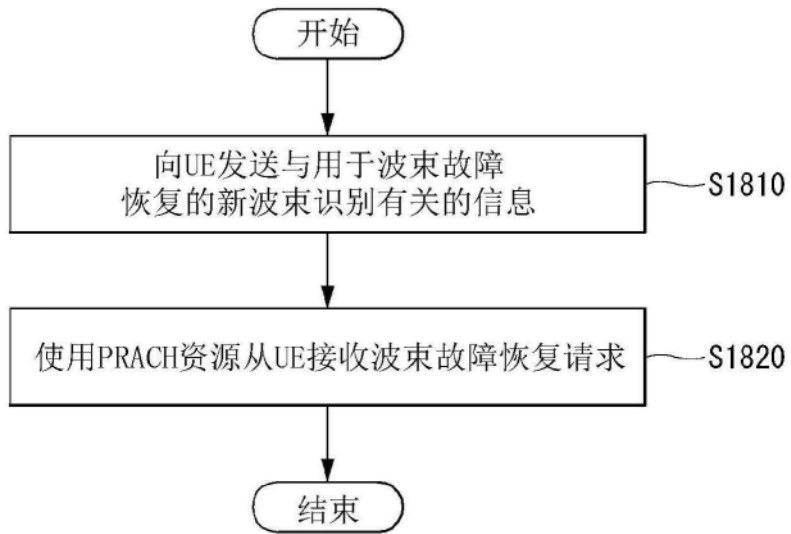 开始
向UE发送与用于波束故障
恢复的新波束识别有关的信息
S1810
使用PRACH资源从UE接收波束故障恢复请求
S1820
结束